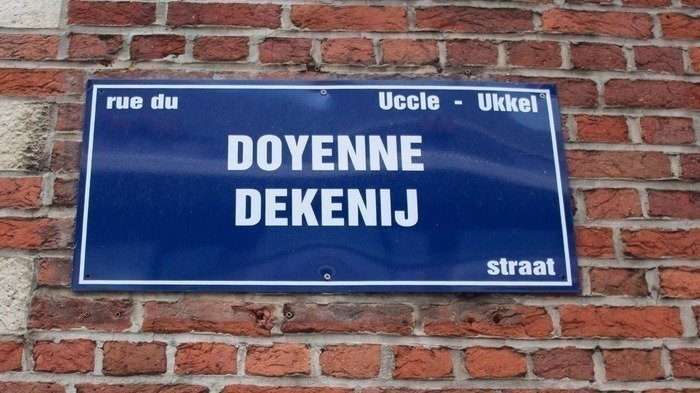 rue du Uccle - Ukkel
DOYENNE
DEKENIJ
straat